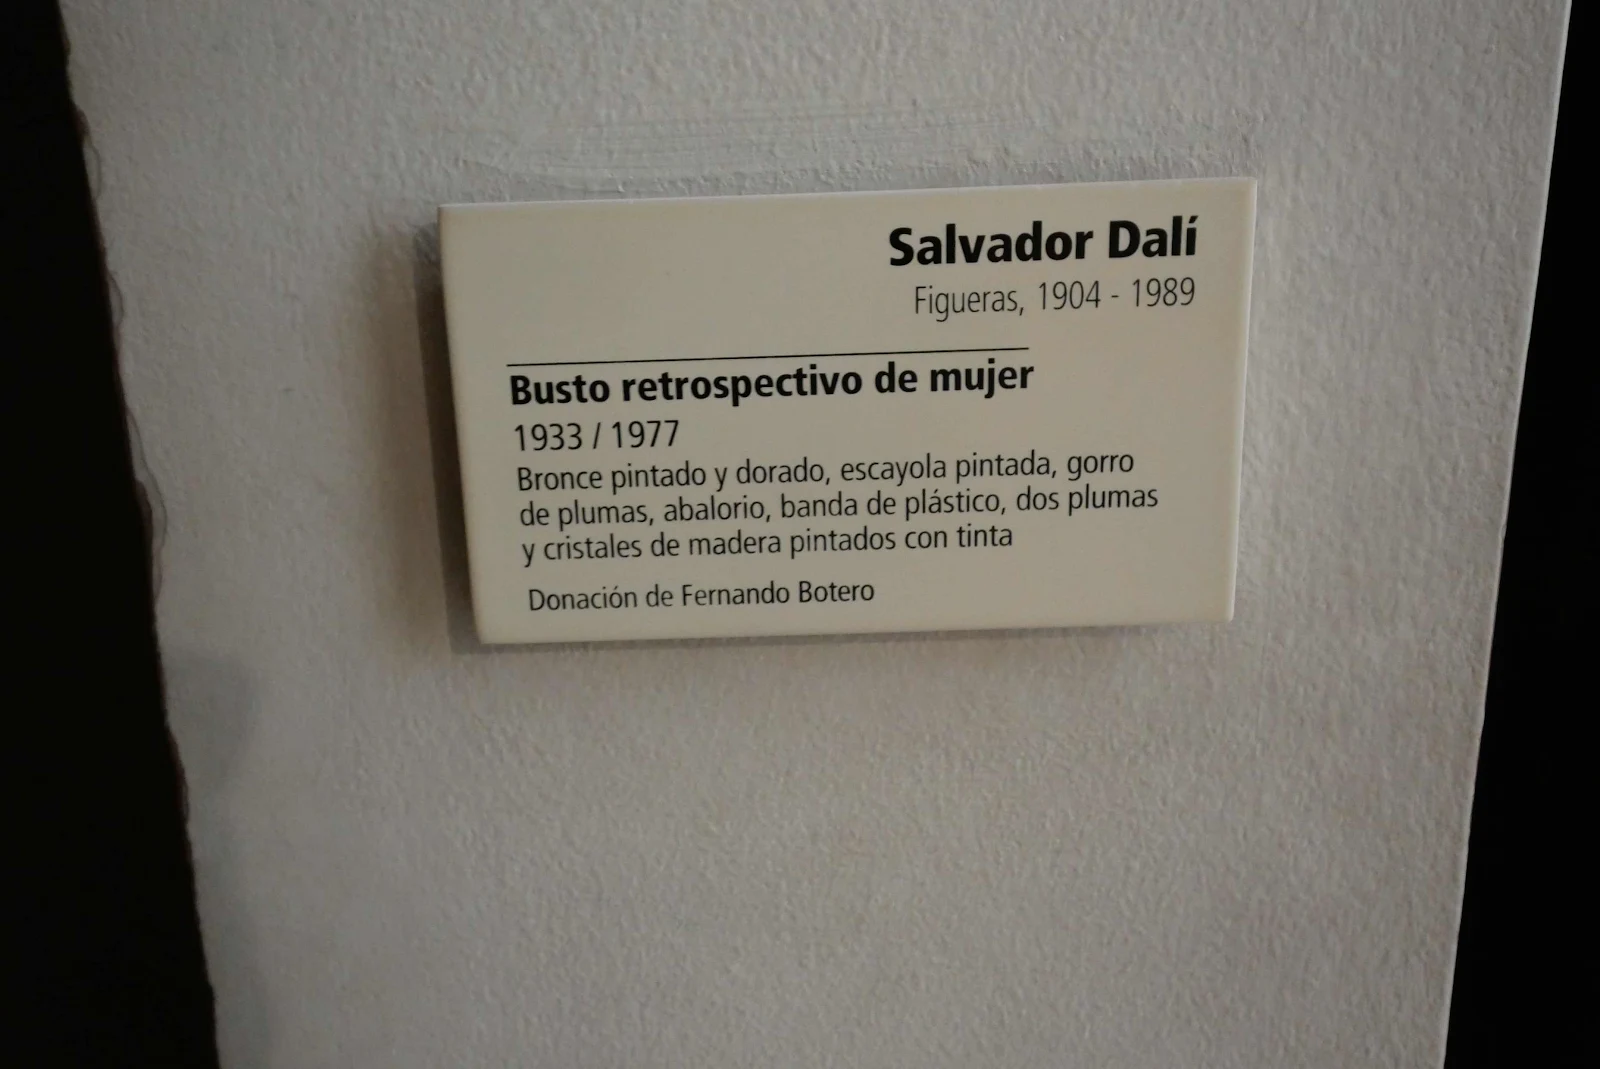 Salvador Dalí
Figueras, 1904 - 1989
Busto retrospectivo de mujer
1933 / 1977
Bronce pintado y dorado, escayola pintada, gorro
de plumas, abalorio, banda de plástico, dos plumas
y cristales de madera pintados con tinta
Donación de Fernando Botero